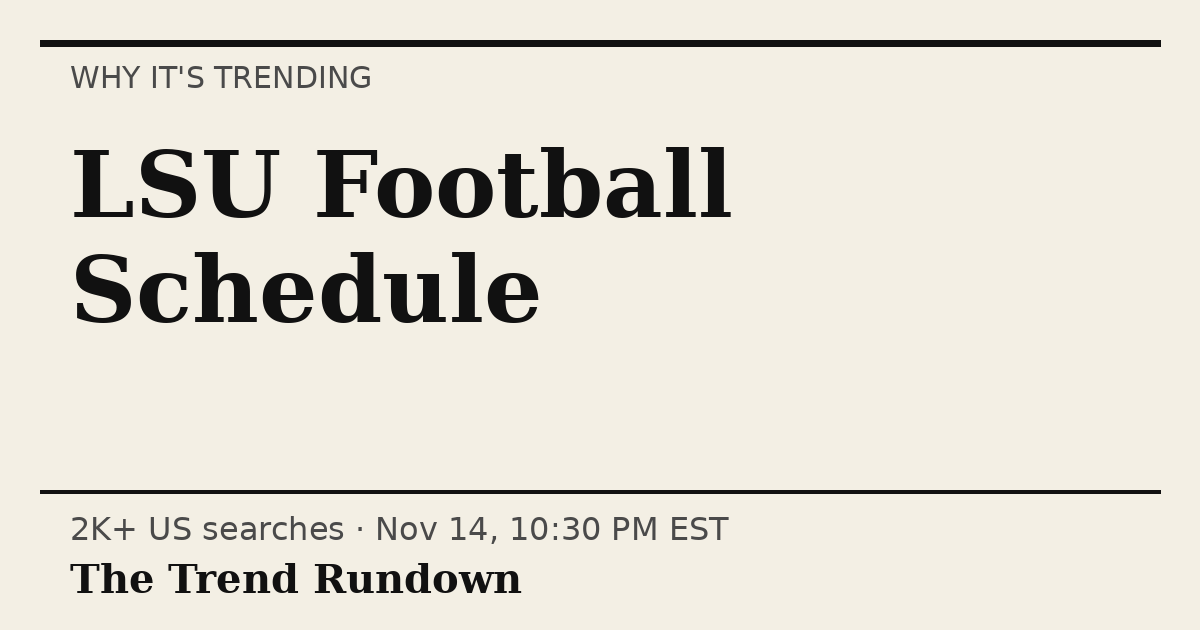 WHY IT'S TRENDING
LSU Football
Schedule
2K+ US searches · Nov 14, 10:30 PM EST
The Trend Rundown